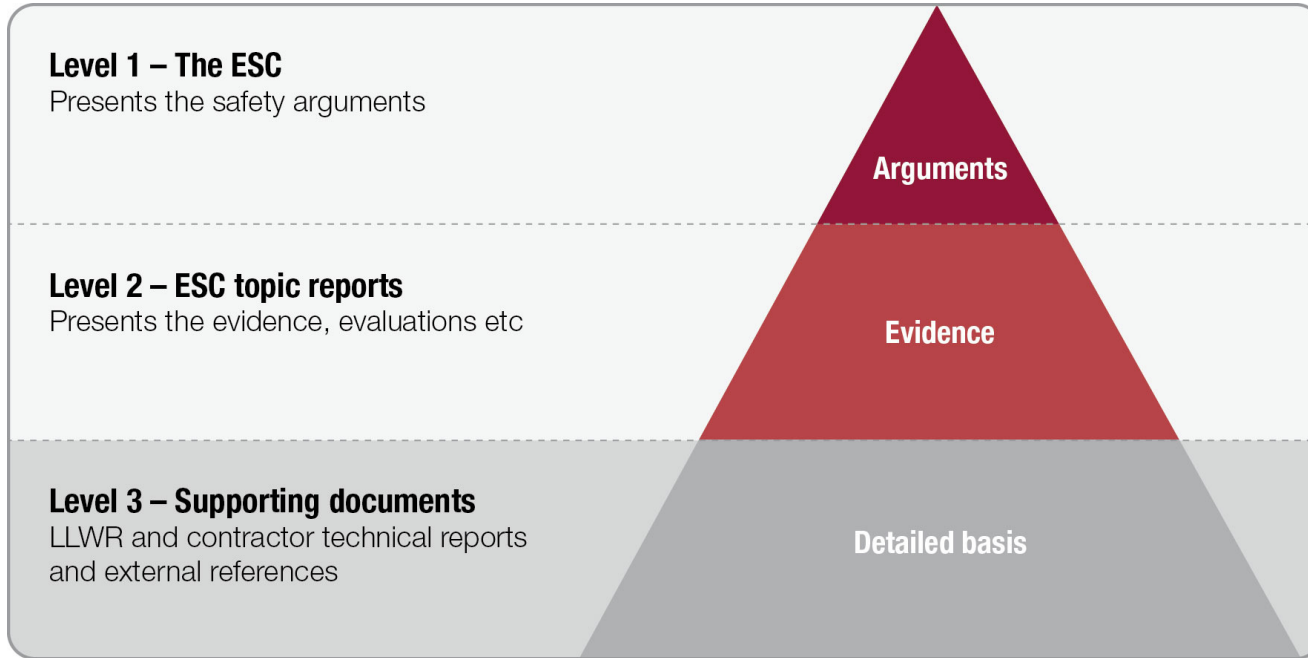 Level 1 – The ESC
Presents the safety arguments
Arguments
Level 2 – ESC topic reports
Presents the evidence, evaluations etc
Evidence
Level 3 – Supporting documents
LLWR and contractor technical reports
and external references
Detailed basis